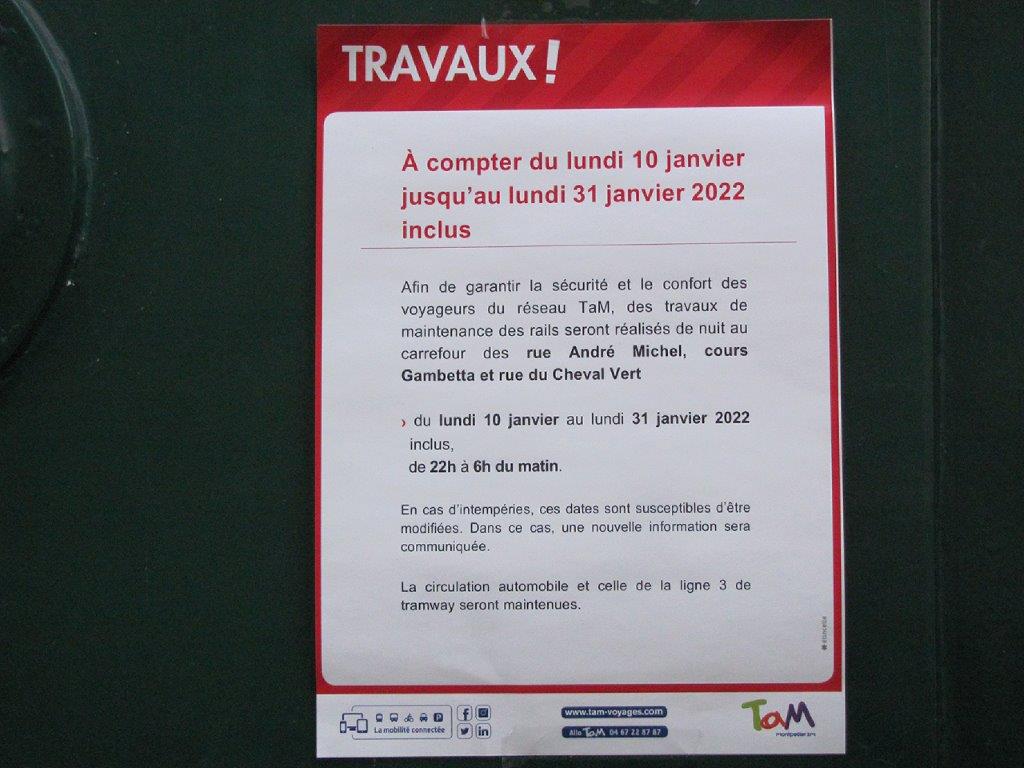 TRAVAUX!
À compter du lundi 10 janvier
jusqu'au lundi 31 janvier 2022
inclus
Afin de garantir la sécurité et le confort des
voyageurs du réseau TaM, des travaux de
maintenance des rails seront réalisés de nuit au
carrefour des rue André Michel, cours
Gambetta et rue du Cheval Vert
› du lundi 10 janvier au lundi 31 janvier 2022
inclus,
de 22h à 6h du matin.
En cas d'intempéries, ces dates sont susceptibles d'être
modifiées. Dans ce cas, une nouvelle information sera
communiquée.
La circulation automobile et celle de la ligne 3 de
tramway seront maintenues.
La mobilité connectée
www.tam-voyages.com
Allo TaM 04 67 22 87 87
TaM